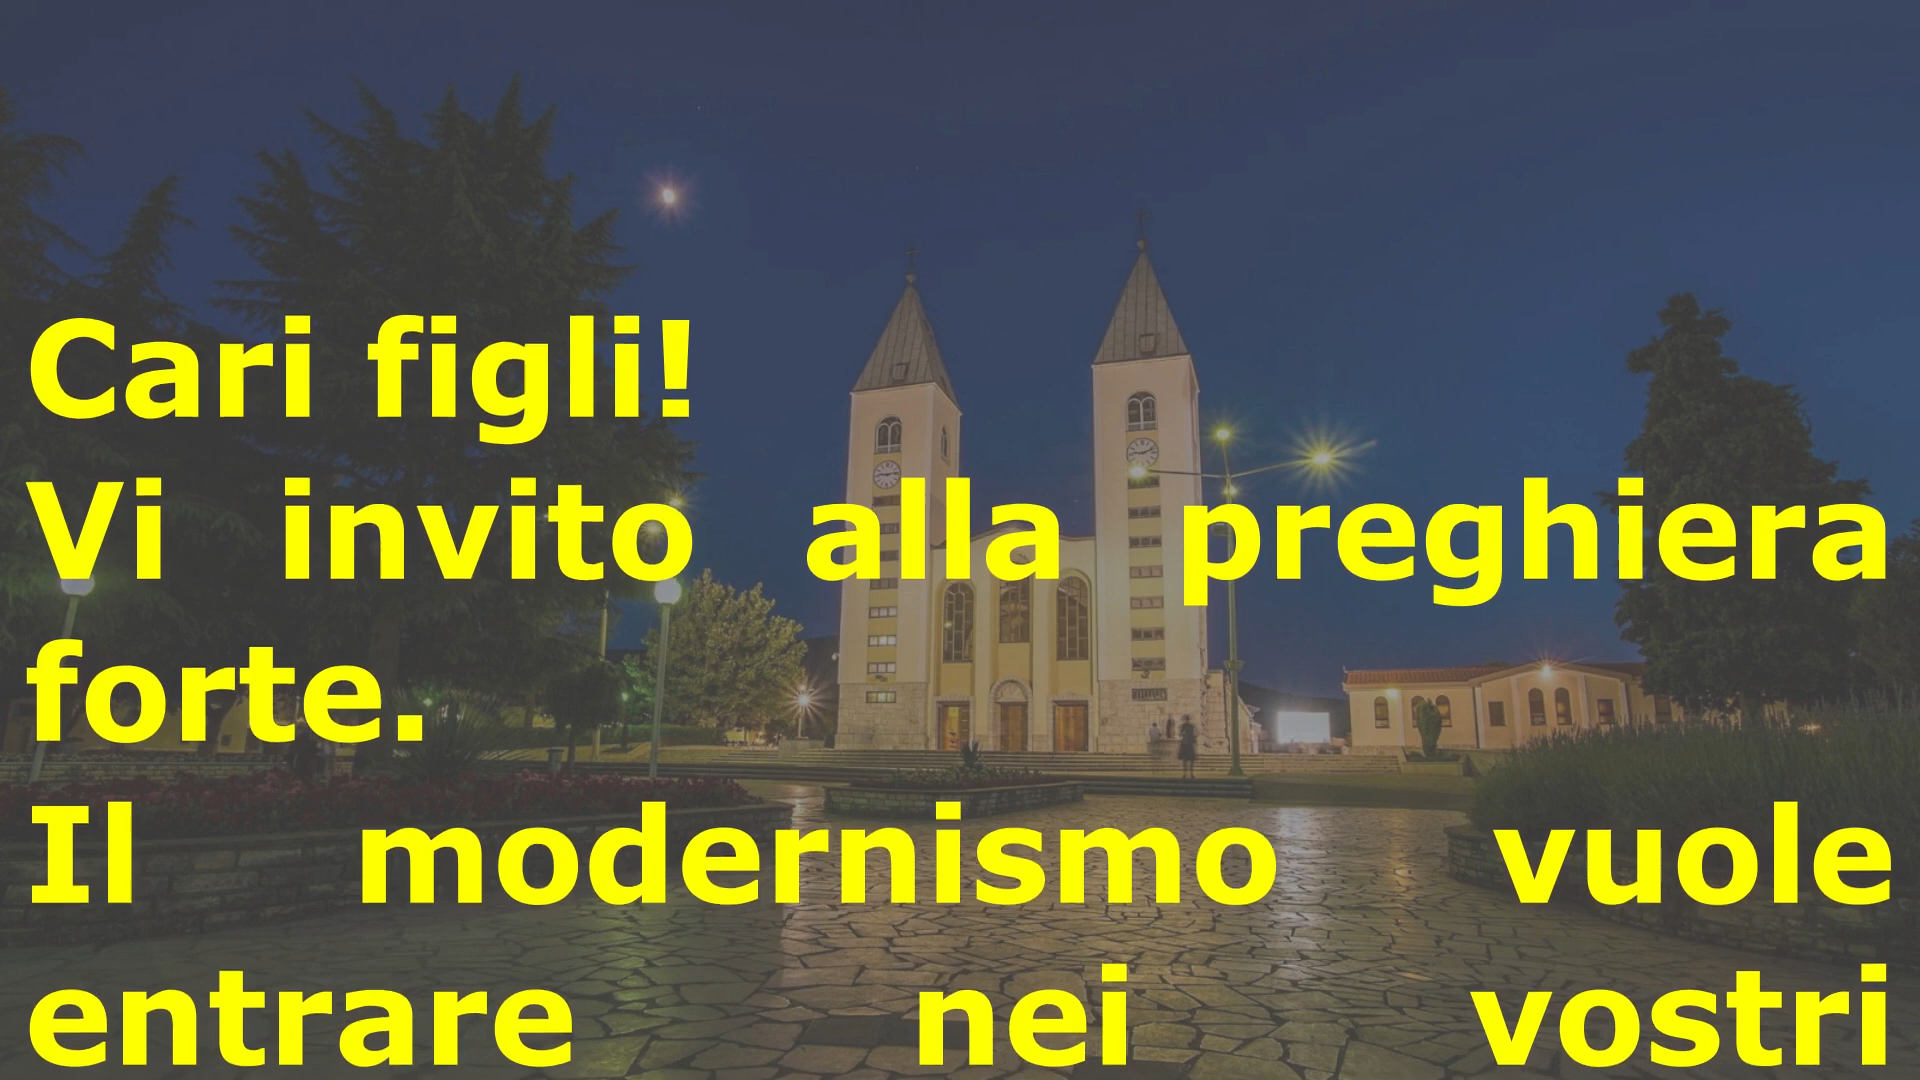 Cari figli!
Vi invito alla preghiera
forte.
Il modernismo vuole
entrare nei vostri